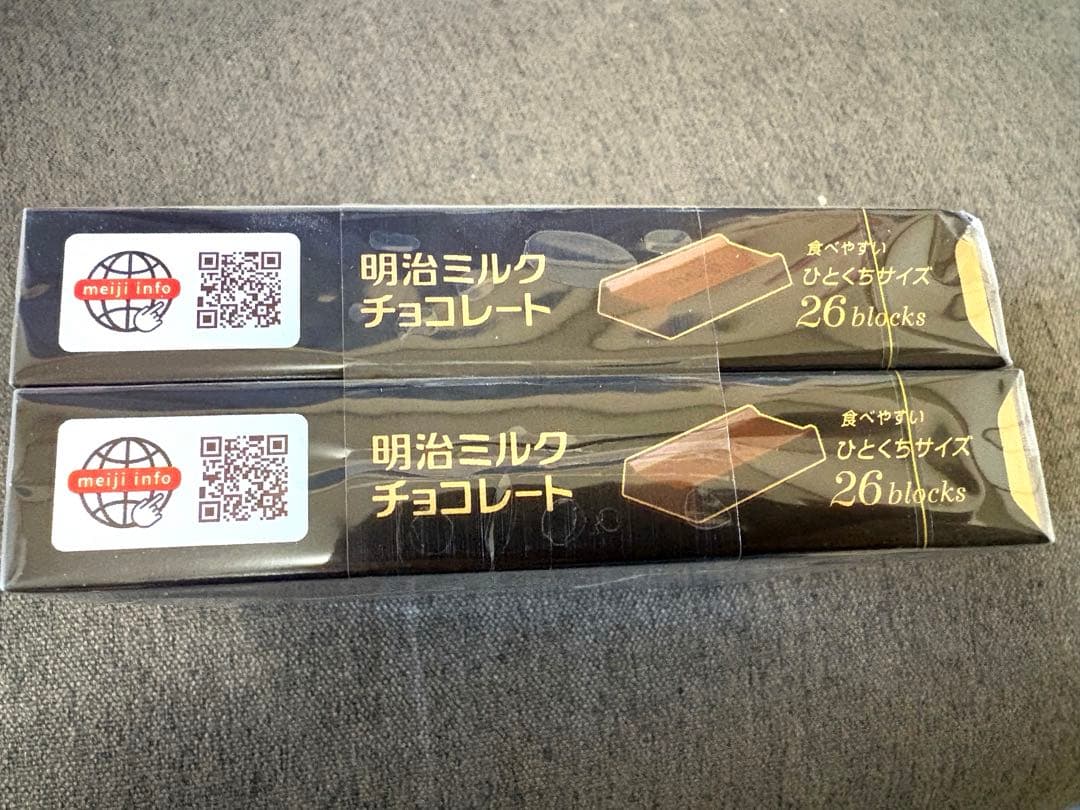 meiji info
明治ミルク
チョコレート
食べやすい
ひとくちサイズ
26 blocks
meiji info
明治ミルク
チョコレート
食べやすい
ひとくちサイズ
26 blocks